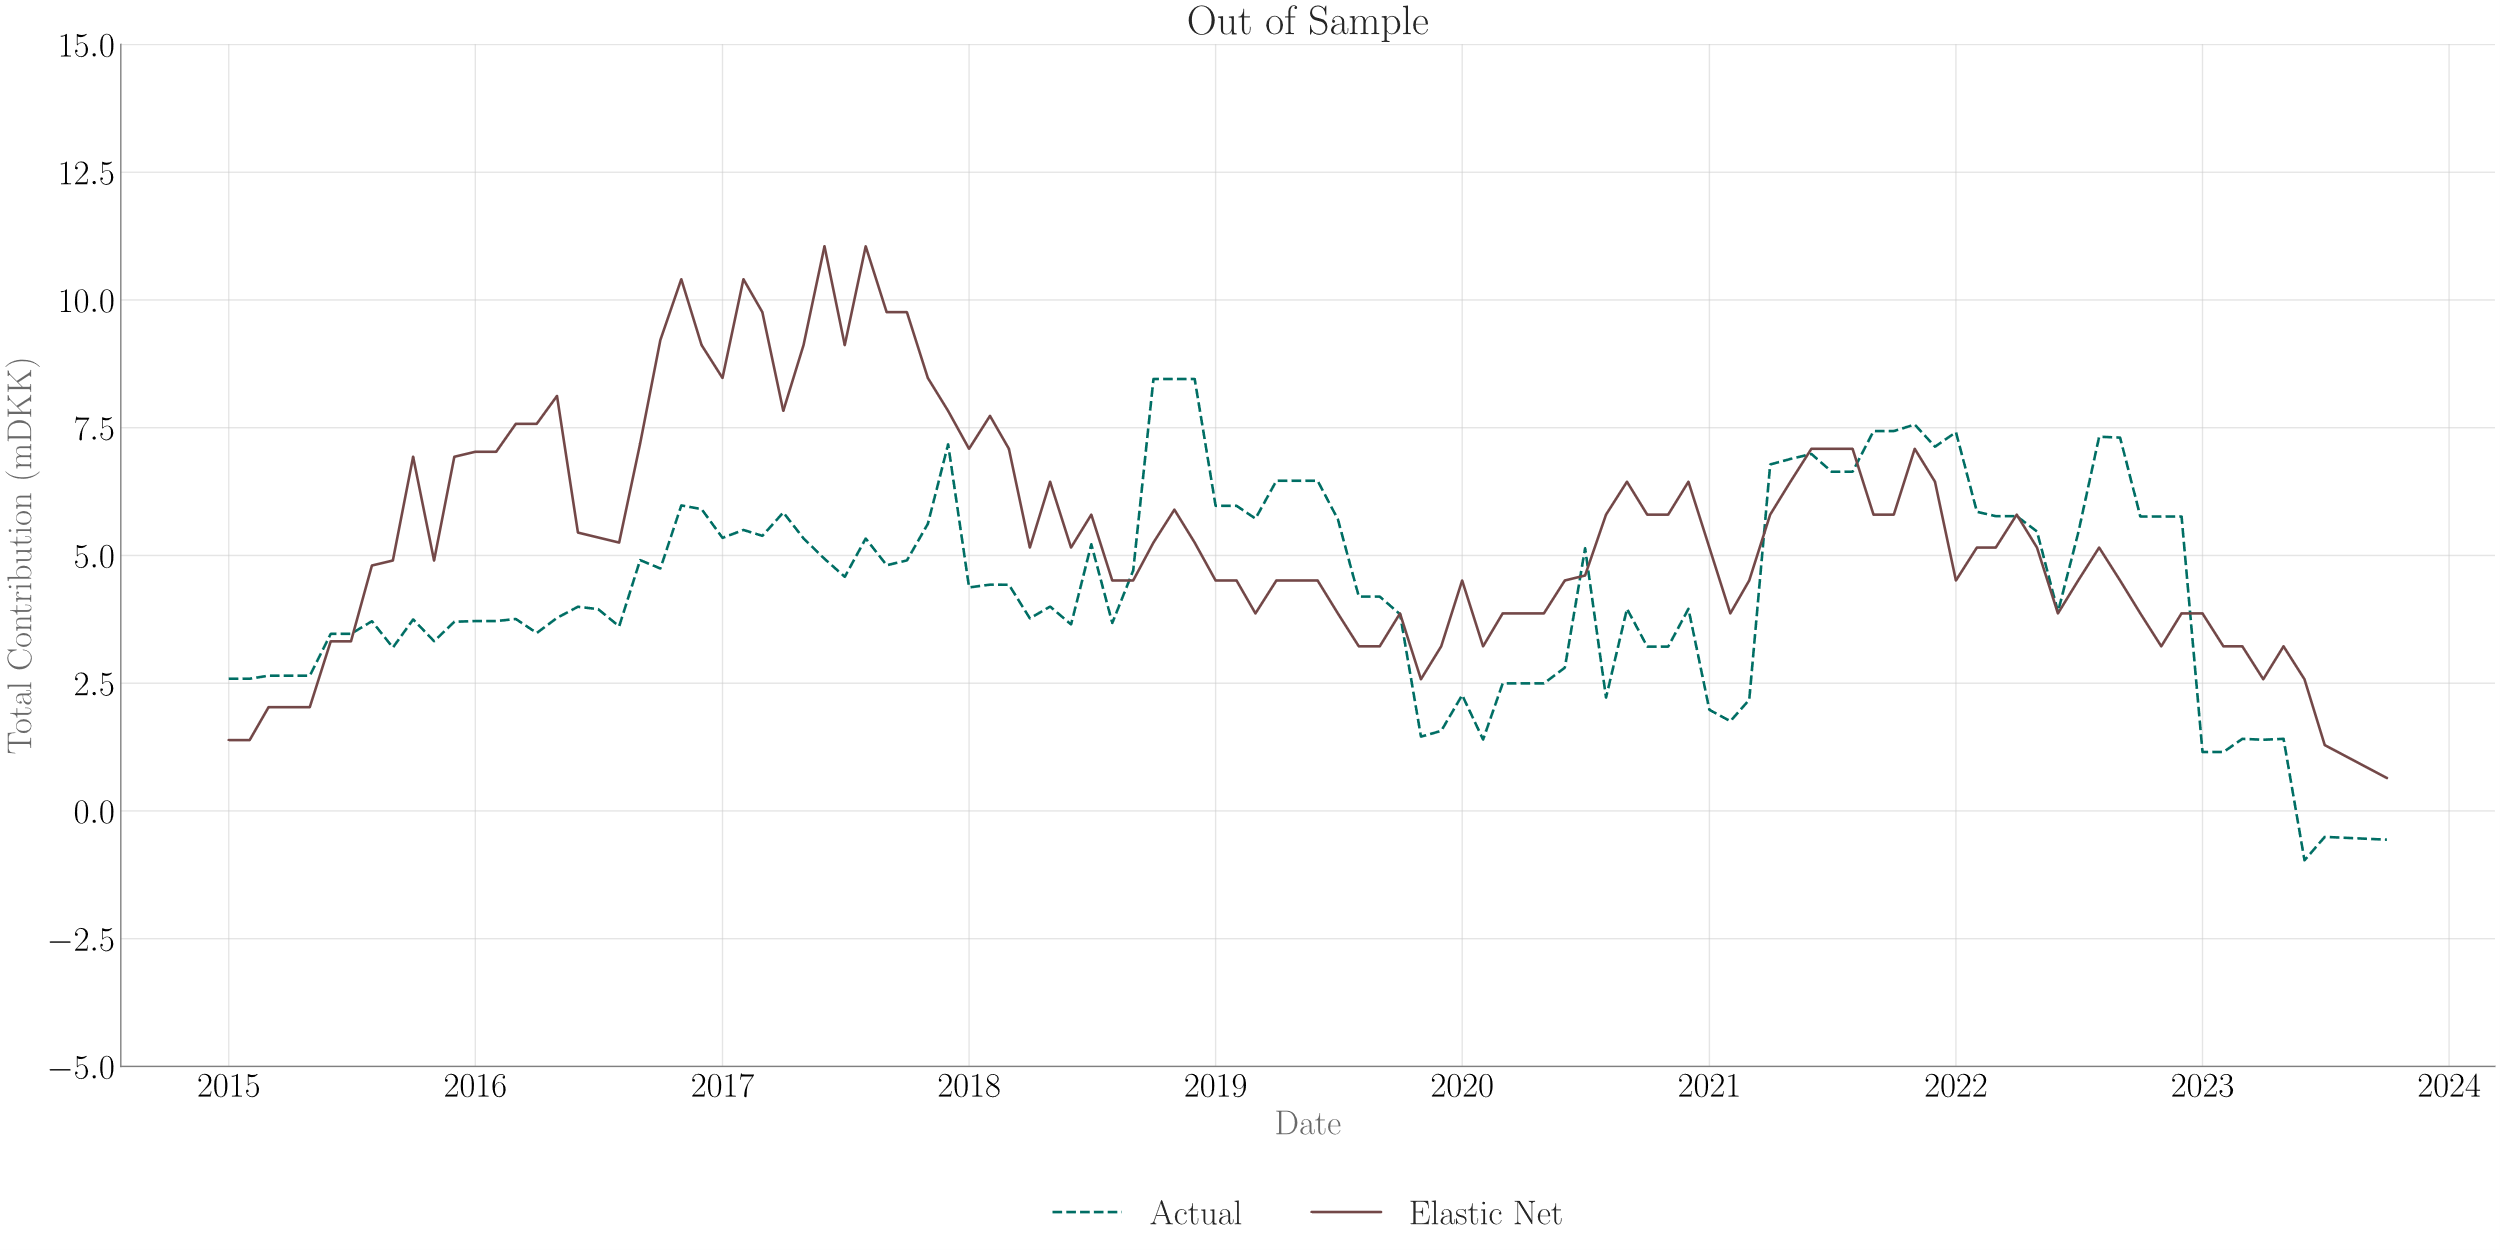 Out of Sample
Total Contribution (mDKK)
15.0
12.5
10.0
7.5
5.0
2.5
0.0
−2.5
−5.0
2015 2016 2017 2018 2019 2020 2021 2022 2023 2024
Date
Actual Elastic Net